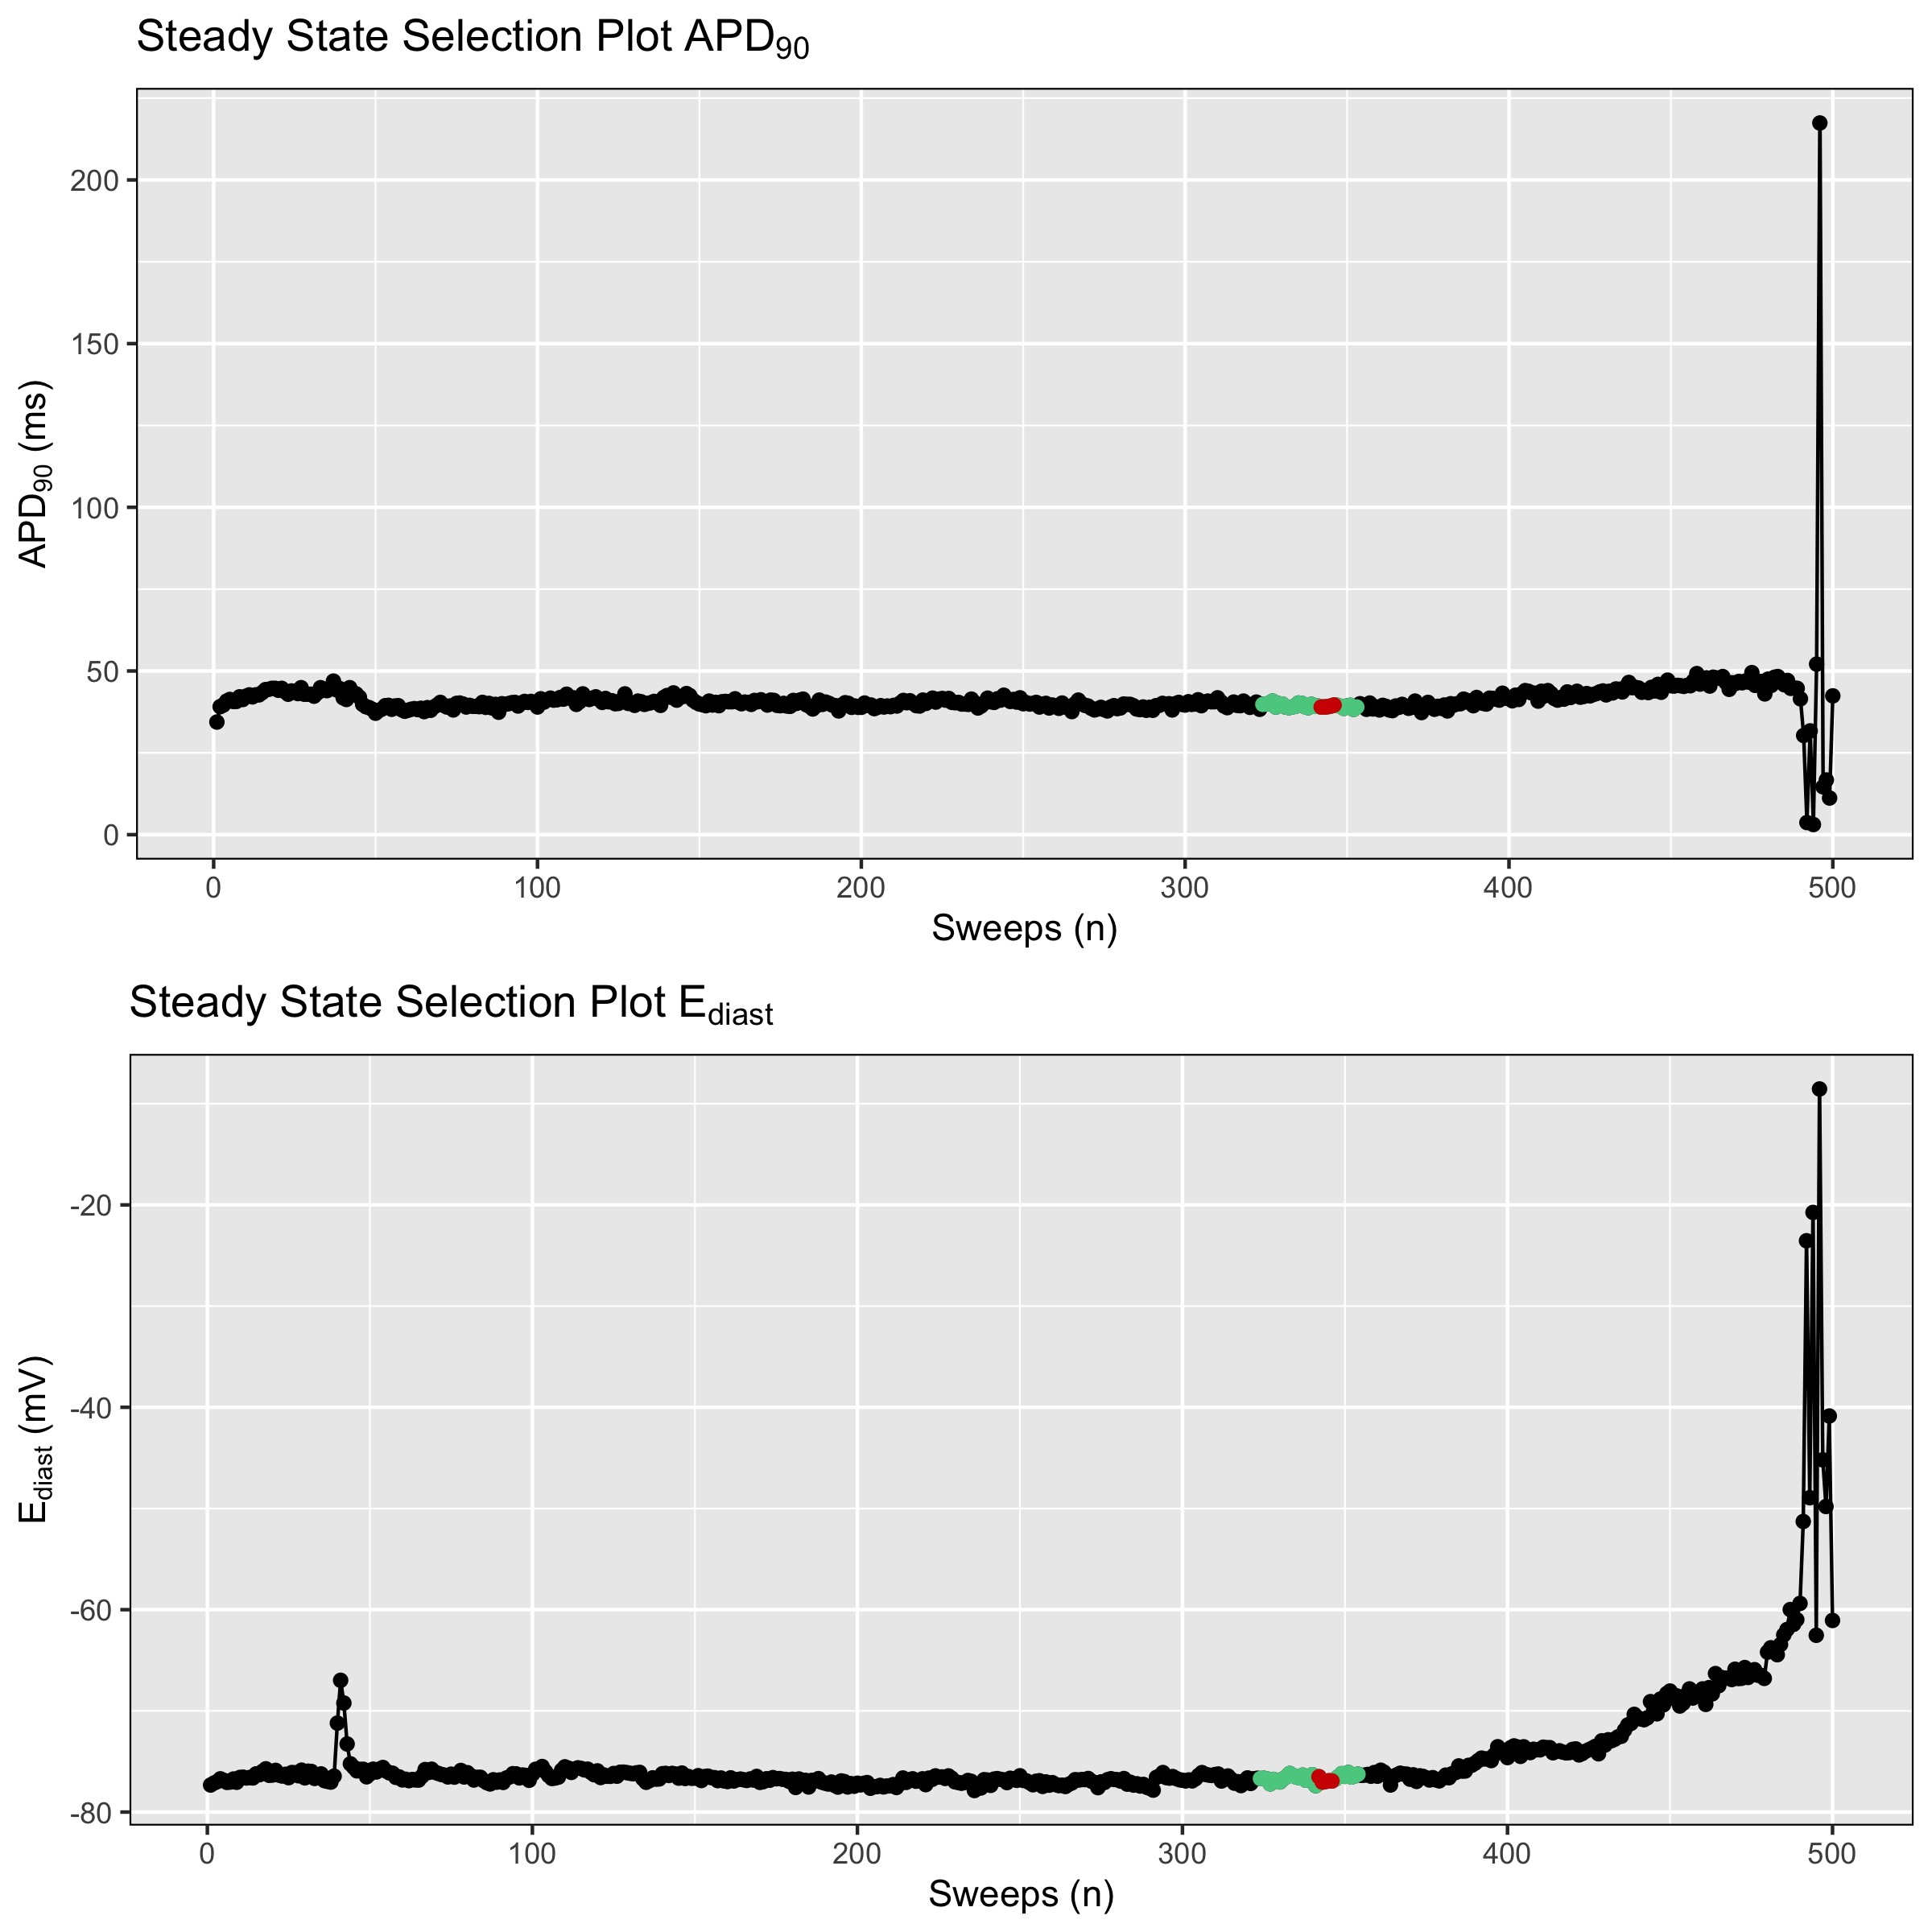 Steady State Selection Plot APD90
200
150
100
50
0
APD90 (ms)
0 100 200 300 400 500
Sweeps (n)
Steady State Selection Plot Ediast
-20
-40
-60
-80
Ediast (mV)
0 100 200 300 400 500
Sweeps (n)